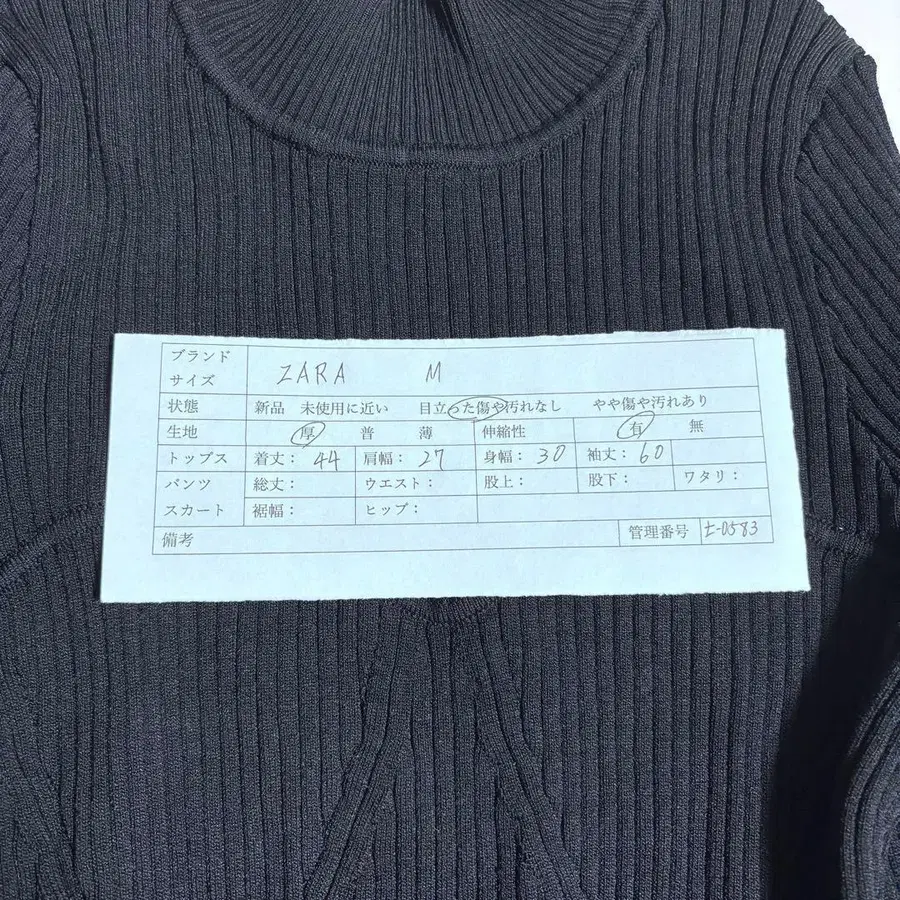 ブランド
サイズ ZARA M
状態 新品 未使用に近い 目立った傷や汚れなし やや傷や汚れあり
生地 厚 普 薄 伸縮性 有 無
トップス 着丈: 44 肩幅: 27 身幅: 30 袖丈: 60
パンツ 総丈: ウエスト: 股上: 股下: ワタリ:
スカート 裾幅: ヒップ:
備考 管理番号 t-0583